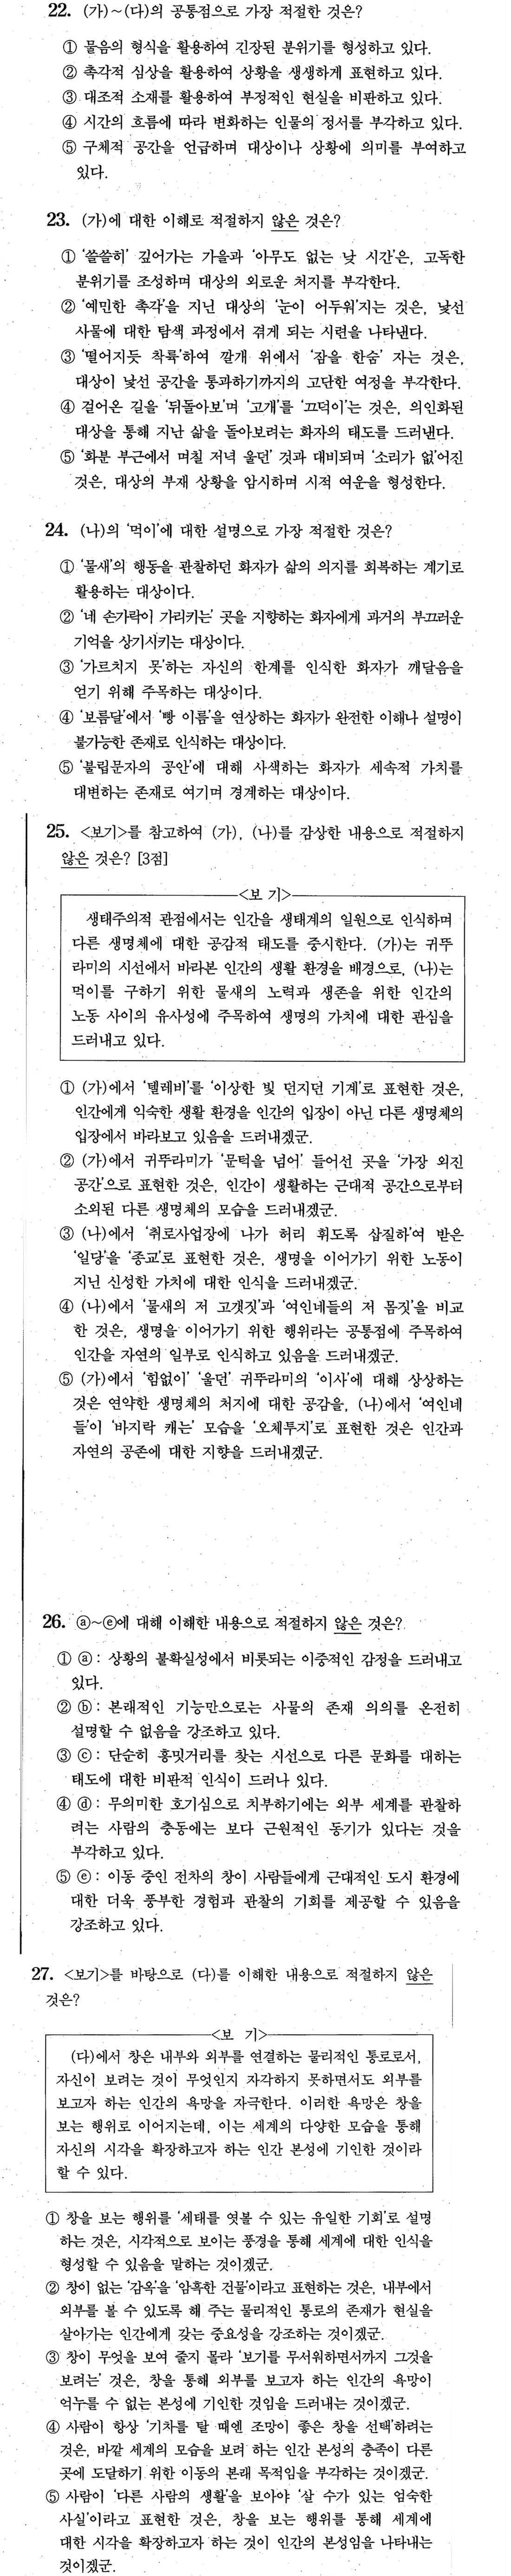 22. (가)~(다)의 공통점으로 가장 적절한 것은?
① 물음의 형식을 활용하여 긴장된 분위기를 형성하고 있다.
② 촉각적 심상을 활용하여 상황을 생생하게 표현하고 있다.
③ 대조적 소재를 활용하여 부정적인 현실을 비판하고 있다.
④ 시간의 흐름에 따라 변화하는 인물의 정서를 부각하고 있다.
⑤ 구체적 공간을 언급하며 대상이나 상황에 의미를 부여하고
있다.
23. (가)에 대한 이해로 적절하지 않은 것은?
① '쓸쓸히' 깊어가는 가을과 '아무도 없는 낮 시간'은, 고독한
분위기를 조성하며 대상의 외로운 처지를 부각한다.
② '예민한 촉각'을 지닌 대상의 '눈이 어두워'지는 것은, 낯선
사물에 대한 탐색 과정에서 겪게 되는 시련을 나타낸다.
③ '떨어지듯 착륙'하여 깔개 위에서 '잠을 한숨' 자는 것은,
대상이 낯선 공간을 통과하기까지의 고단한 여정을 부각한다.
④ 걸어온 길을 '뒤돌아보'며 '고개'를 '끄덕이'는 것은, 의인화된
대상을 통해 지난 삶을 돌아보려는 화자의 태도를 드러낸다.
⑤ '화분 부근에서 며칠 저녁 울던' 것과 대비되며 '소리가 없'어진
것은, 대상의 부재 상황을 암시하며 시적 여운을 형성한다.
24. (나)의 '먹이'에 대한 설명으로 가장 적절한 것은?
① '물새'의 행동을 관찰하던 화자가 삶의 의지를 회복하는 계기로
활용하는 대상이다.
② '네 손가락이 가리키는' 곳을 지향하는 화자에게 과거의 부끄러운
기억을 상기시키는 대상이다.
③ '가르치지 못'하는 자신의 한계를 인식한 화자가 깨달음을
얻기 위해 주목하는 대상이다.
④ '보름달'에서 '빵 이름'을 연상하는 화자가 완전한 이해나 설명이
불가능한 존재로 인식하는 대상이다.
⑤ '불립문자의 공안'에 대해 사색하는 화자가 세속적 가치를
대변하는 존재로 여기며 경계하는 대상이다.
25. <보기>를 참고하여 (가), (나)를 감상한 내용으로 적절하지
않은 것은? [3점]
<보 기>
생태주의적 관점에서는 인간을 생태계의 일원으로 인식하며
다른 생명체에 대한 공감적 태도를 중시한다. (가)는 귀뚜
라미의 시선에서 바라본 인간의 생활 환경을 배경으로, (나)는
먹이를 구하기 위한 물새의 노력과 생존을 위한 인간의
노동 사이의 유사성에 주목하여 생명의 가치에 대한 관심을
드러내고 있다.
① (가)에서 '텔레비'를 '이상한 빛 던지던 기계'로 표현한 것은,
인간에게 익숙한 생활 환경을 인간의 입장이 아닌 다른 생명체의
입장에서 바라보고 있음을 드러내겠군.
② (가)에서 귀뚜라미가 '문턱을 넘어' 들어선 곳을 '가장 외진
공간'으로 표현한 것은, 인간이 생활하는 근대적 공간으로부터
소외된 다른 생명체의 모습을 드러내겠군.
③ (나)에서 '취로사업장에 나가 허리 휘도록 삽질하'여 받은
'일당'을 '종교'로 표현한 것은, 생명을 이어가기 위한 노동이
지닌 신성한 가치에 대한 인식을 드러내겠군.
④ (나)에서 '물새의 저 고갯짓'과 '여인네들의 저 몸짓'을 비교
한 것은, 생명을 이어가기 위한 행위라는 공통점에 주목하여
인간을 자연의 일부로 인식하고 있음을 드러내겠군.
⑤ (가)에서 '힘없이' '울던' 귀뚜라미의 '이사'에 대해 상상하는
것은 연약한 생명체의 처지에 대한 공감을, (나)에서 '여인네
들'이 '바지락 캐는' 모습을 '오체투지'로 표현한 것은 인간과
자연의 공존에 대한 지향을 드러내겠군.
26. ⓐ~ⓔ에 대해 이해한 내용으로 적절하지 않은 것은?
① ⓐ: 상황의 불확실성에서 비롯되는 이중적인 감정을 드러내고
있다.
② ⓑ: 본래적인 기능만으로는 사물의 존재 의의를 온전히
설명할 수 없음을 강조하고 있다.
③ ⓒ: 단순히 흥밋거리를 찾는 시선으로 다른 문화를 대하는
태도에 대한 비판적 인식이 드러나 있다.
④ ⓓ: 무의미한 호기심으로 치부하기에는 외부 세계를 관찰하
려는 사람의 충동에는 보다 근원적인 동기가 있다는 것을
부각하고 있다.
⑤ ⓔ: 이동 중인 전차의 창이 사람들에게 근대적인 도시 환경에
대한 더욱 풍부한 경험과 관찰의 기회를 제공할 수 있음을
강조하고 있다.
27. <보기>를 바탕으로 (다)를 이해한 내용으로 적절하지 않은
것은?
<보 기>
(다)에서 창은 내부와 외부를 연결하는 물리적인 통로로서,
자신이 보려는 것이 무엇인지 자각하지 못하면서도 외부를
보고자 하는 인간의 욕망을 자극한다. 이러한 욕망은 창을
보는 행위로 이어지는데, 이는 세계의 다양한 모습을 통해
자신의 시각을 확장하고자 하는 인간 본성에 기인한 것이라
할 수 있다.
① 창을 보는 행위를 '세태를 엿볼 수 있는 유일한 기회'로 설명
하는 것은, 시각적으로 보이는 풍경을 통해 세계에 대한 인식을
형성할 수 있음을 말하는 것이겠군.
② 창이 없는 '감옥'을 '암흑한 건물'이라고 표현하는 것은, 내부에서
외부를 볼 수 있도록 해 주는 물리적인 통로의 존재가 현실을
살아가는 인간에게 갖는 중요성을 강조하는 것이겠군.
③ 창이 무엇을 보여 줄지 몰라 '보기를 무서워하면서까지 그것을
보려는' 것은, 창을 통해 외부를 보고자 하는 인간의 욕망이
억누를 수 없는 본성에 기인한 것임을 드러내는 것이겠군.
④ 사람이 항상 '기차를 탈 때엔 조망이 좋은 창을 선택'하려는
것은, 바깥 세계의 모습을 보려 하는 인간 본성의 충족이 다른
곳에 도달하기 위한 이동의 본래 목적임을 부각하는 것이겠군.
⑤ 사람이 '다른 사람의 생활'을 보아야 '살 수가 있는 엄숙한
사실'이라고 표현한 것은, 창을 보는 행위를 통해 세계에
대한 시각을 확장하고자 하는 것이 인간의 본성임을 나타내는
것이겠군.